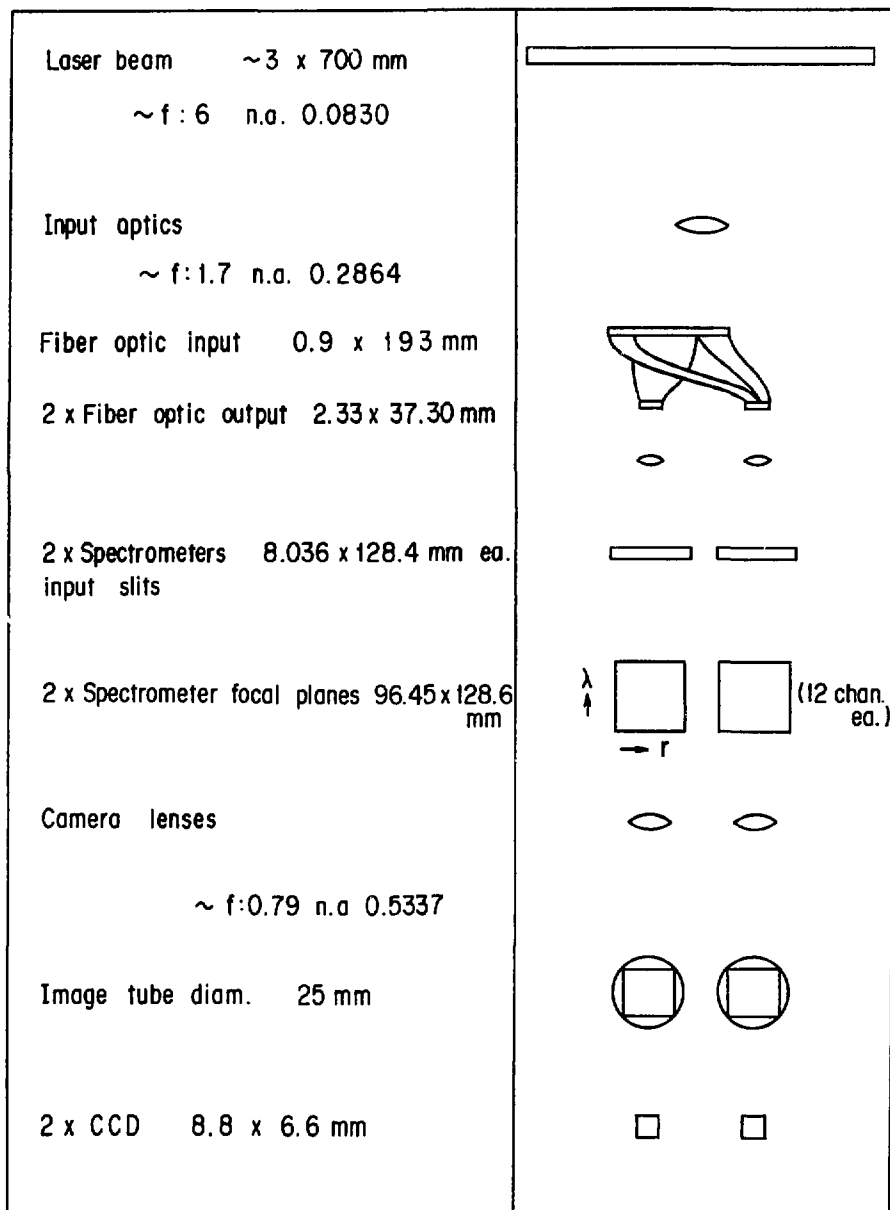 Laser beam ~3 x 700 mm
~ f : 6 n.a. 0.0830
Input optics
~ f:1.7 n.a. 0.2864
Fiber optic input 0.9 x 193 mm
2 x Fiber optic output 2.33 x 37.30 mm
2 x Spectrometers 8.036 x 128.4 mm ea.
input slits
2 x Spectrometer focal planes 96.45 x 128.6
mm
λ
(12 chan.
ea.)
r
Camera lenses
~ f:0.79 n.a 0.5337
Image tube diam. 25 mm
2 x CCD 8.8 x 6.6 mm